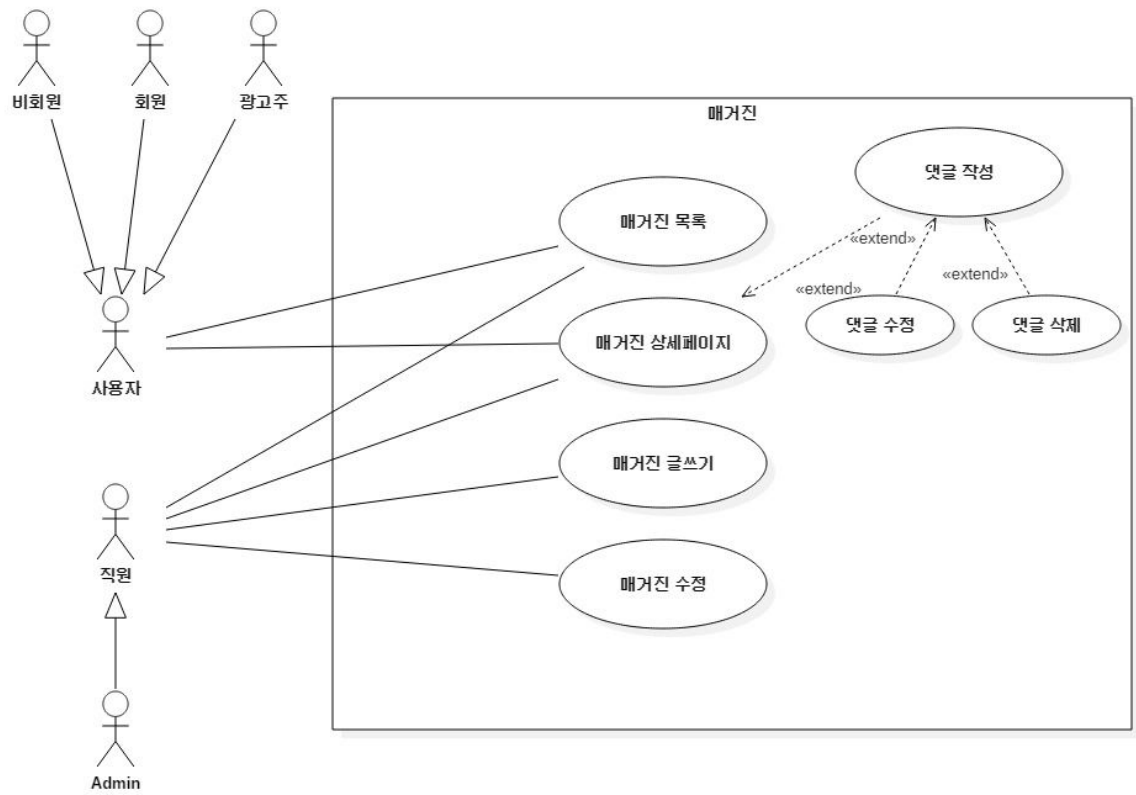 비회원
회원
광고주
매거진
댓글 작성
매거진 목록
«extend»
«extend»
«extend»
매거진 상세페이지
댓글 수정
댓글 삭제
사용자
매거진 글쓰기
직원
매거진 수정
Admin